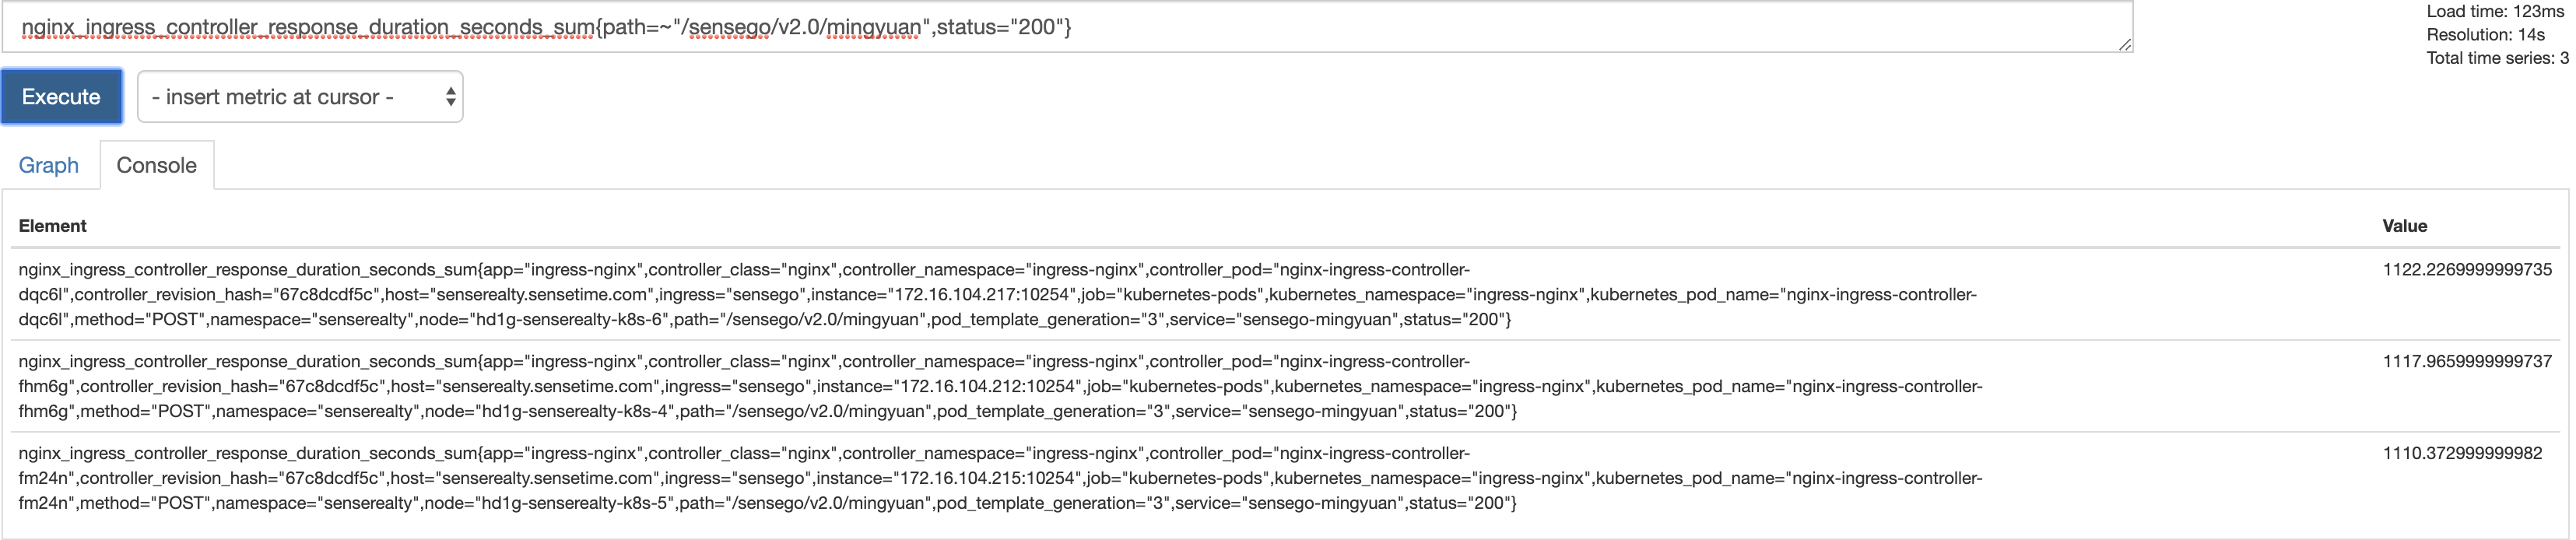 nginx_ingress_controller_response_duration_seconds_sum{path=~"/sensego/v2.0/mingyuan",status="200"}
Load time: 123ms
Resolution: 14s
Total time series: 3
Execute
- insert metric at cursor -
Graph
Console
Element
Value
nginx_ingress_controller_response_duration_seconds_sum{app="ingress-nginx",controller_class="nginx",controller_namespace="ingress-nginx",controller_pod="nginx-ingress-controller-
dqc6l",controller_revision_hash="67c8dcdf5c",host="senserealty.sensetime.com",ingress="sensego",instance="172.16.104.217:10254",job="kubernetes-pods",kubernetes_namespace="ingress-nginx",kubernetes_pod_name="nginx-ingress-controller-
dqc6l",method="POST",namespace="senserealty",node="hd1g-senserealty-k8s-6",path="/sensego/v2.0/mingyuan",pod_template_generation="3",service="sensego-mingyuan",status="200"}
1122.2269999999735
nginx_ingress_controller_response_duration_seconds_sum{app="ingress-nginx",controller_class="nginx",controller_namespace="ingress-nginx",controller_pod="nginx-ingress-controller-
fhm6g",controller_revision_hash="67c8dcdf5c",host="senserealty.sensetime.com",ingress="sensego",instance="172.16.104.212:10254",job="kubernetes-pods",kubernetes_namespace="ingress-nginx",kubernetes_pod_name="nginx-ingress-controller-
fhm6g",method="POST",namespace="senserealty",node="hd1g-senserealty-k8s-4",path="/sensego/v2.0/mingyuan",pod_template_generation="3",service="sensego-mingyuan",status="200"}
1117.9659999999737
nginx_ingress_controller_response_duration_seconds_sum{app="ingress-nginx",controller_class="nginx",controller_namespace="ingress-nginx",controller_pod="nginx-ingress-controller-
fm24n",controller_revision_hash="67c8dcdf5c",host="senserealty.sensetime.com",ingress="sensego",instance="172.16.104.215:10254",job="kubernetes-pods",kubernetes_namespace="ingress-nginx",kubernetes_pod_name="nginx-ingress-controller-
fm24n",method="POST",namespace="senserealty",node="hd1g-senserealty-k8s-5",path="/sensego/v2.0/mingyuan",pod_template_generation="3",service="sensego-mingyuan",status="200"}
1110.372999999982